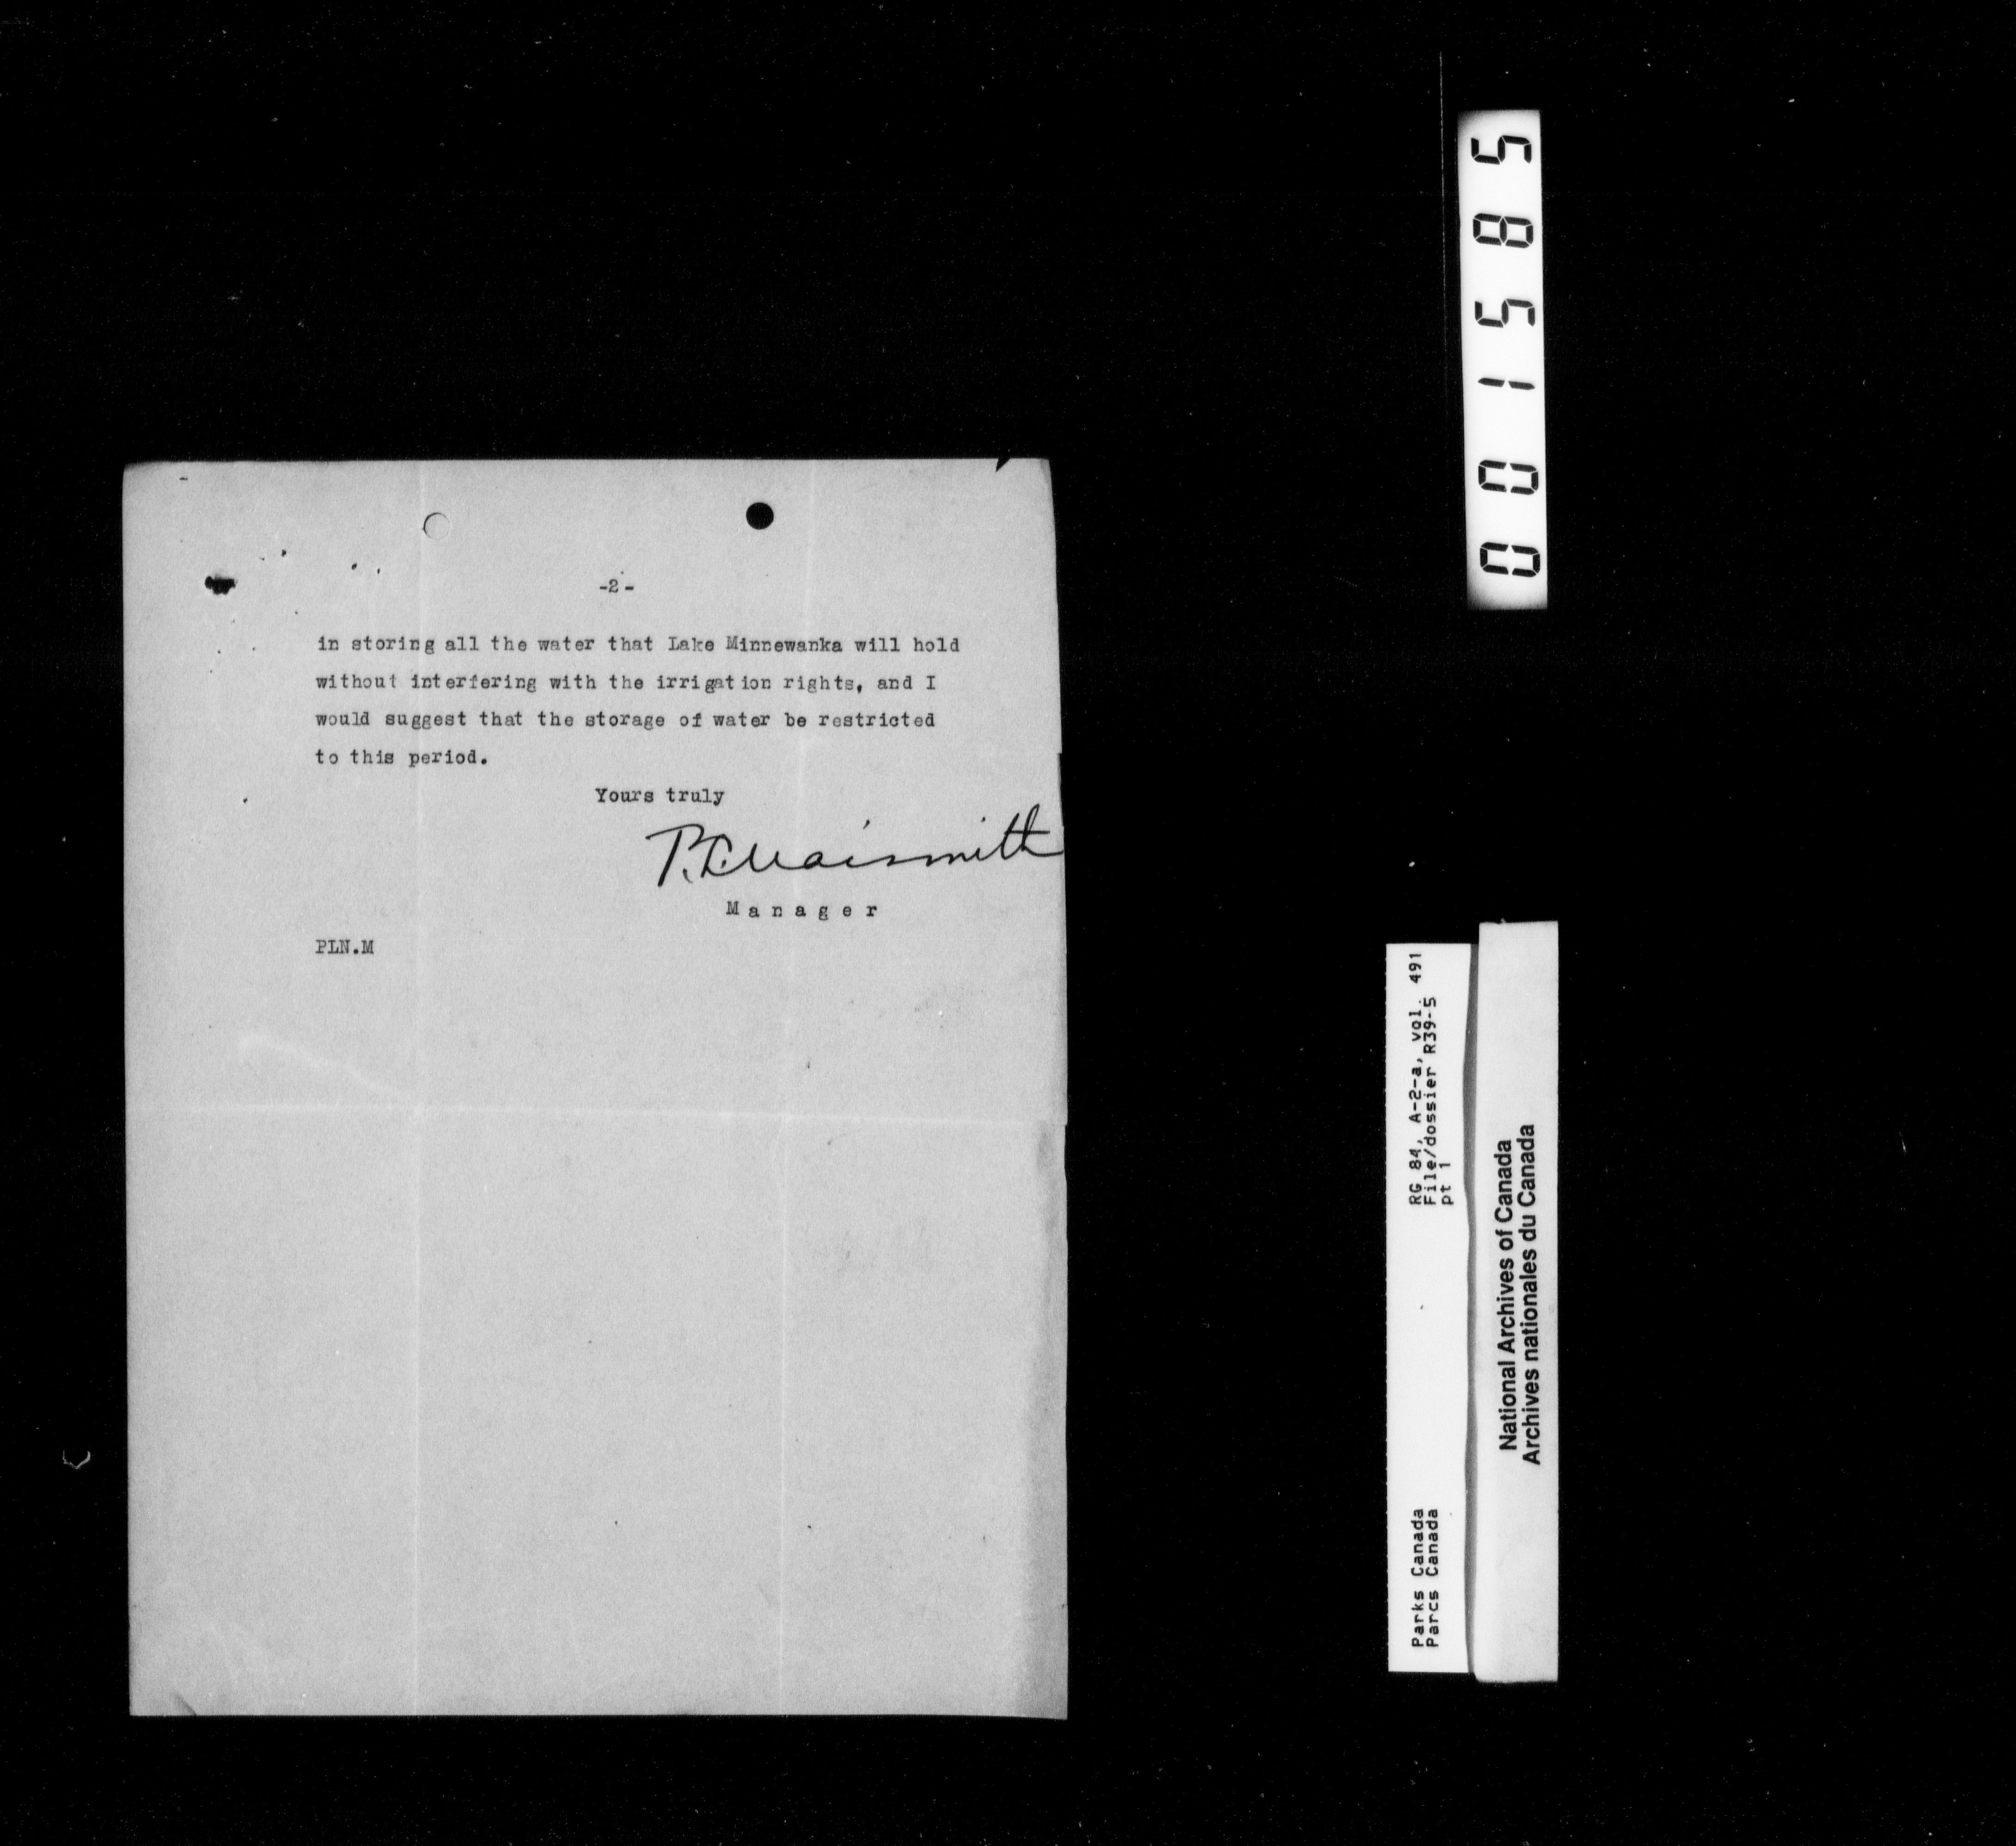 -2-
in storing all the water that Lake Minnewanka will hold
without interfering with the irrigation rights, and I
would suggest that the storage of water be restricted
to this period.
Yours truly
P.L. Naismith
Manager
PLN.M
001585
RG 84, A-2-a, vol. 491
File/dossier R39-5
pt 1
Parks Canada
Parcs Canada
National Archives of Canada
Archives nationales du Canada